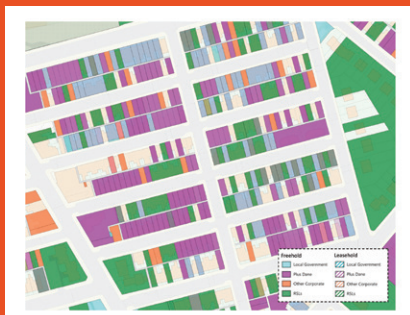 Freehold
Local Government
Plus Dane
Other Corporate
RSLs
Leasehold
Local Government
Plus Dane
Other Corporate
RSLs